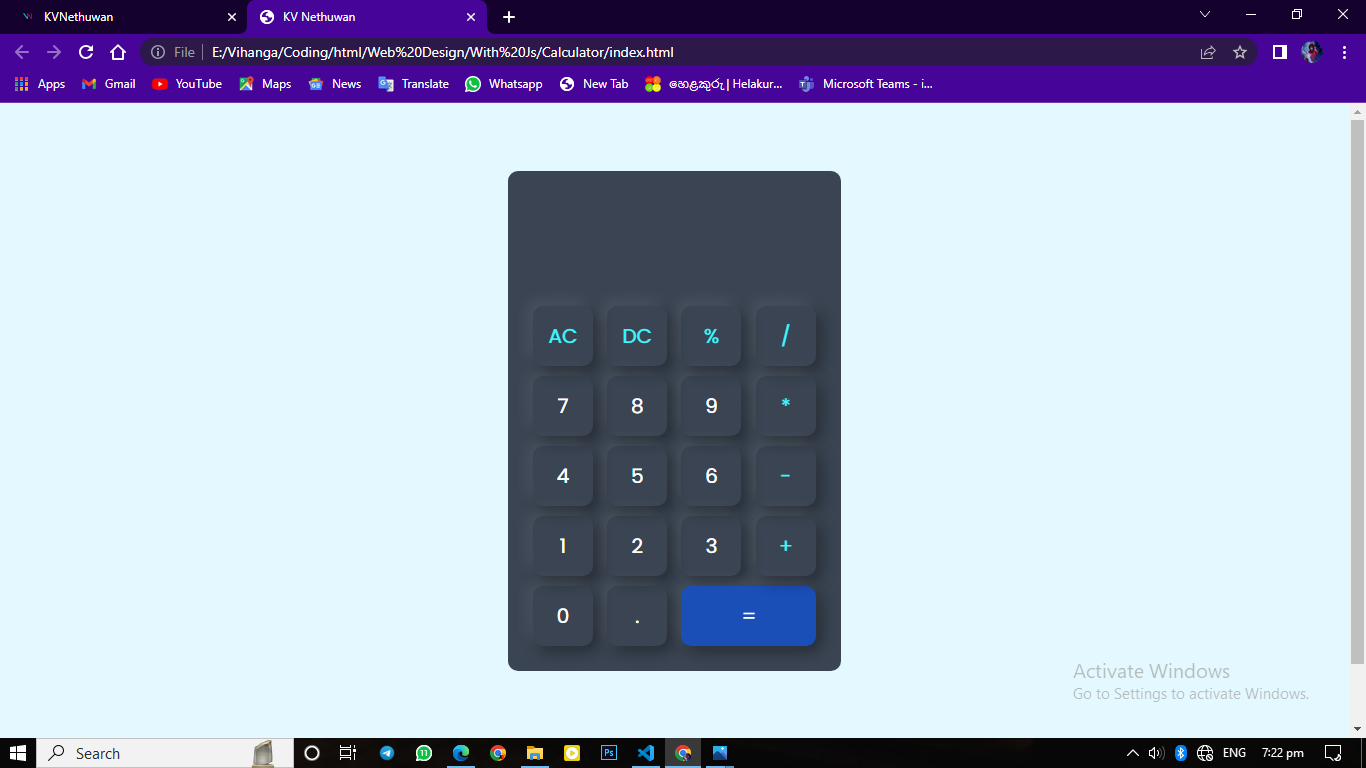 KVNethuwan
KV Nethuwan
File
E:/Vihanga/Coding/html/Web%20Design/With%20Js/Calculator/index.html
Apps Gmail YouTube Maps News Translate Whatsapp New Tab හෙළකුරු | Helakur... Microsoft Teams - i...
AC DC % /
7 8 9 *
4 5 6 -
1 2 3 +
0 . =
Activate Windows
Go to Settings to activate Windows.
Search 11 Ps ENG 7:22 pm